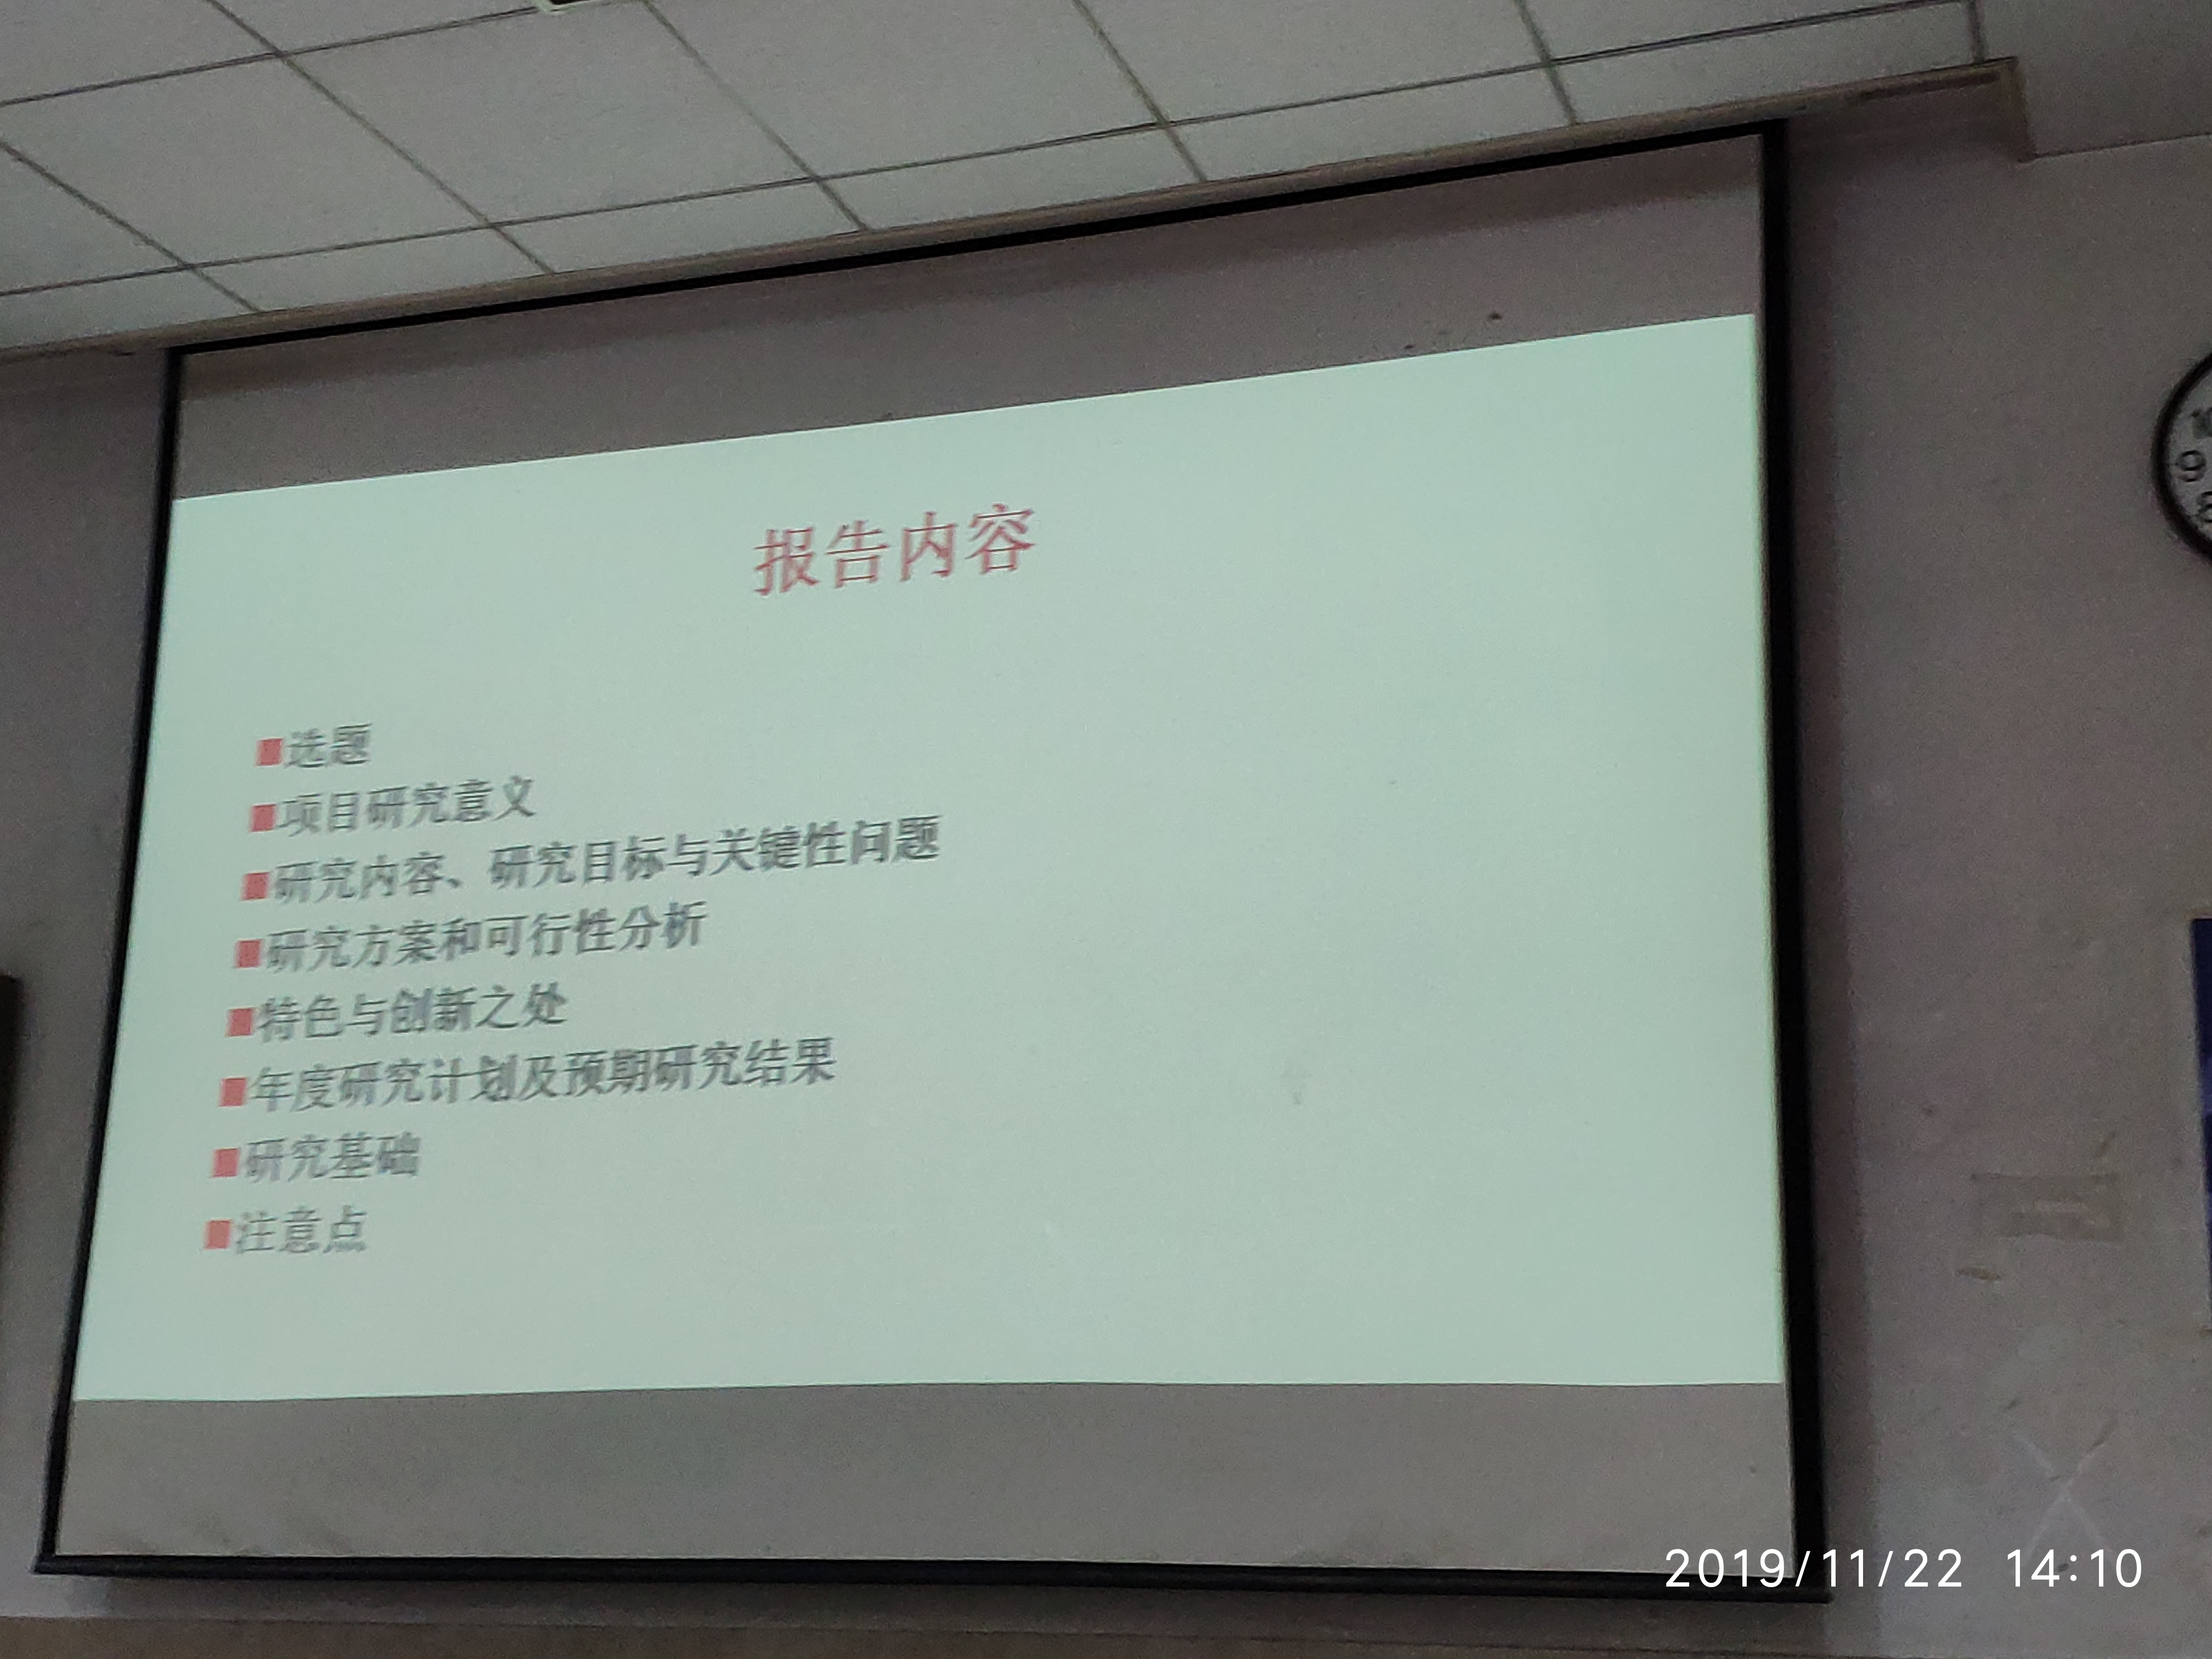 报告内容
■选题
■项目研究意义
■研究内容、研究目标与关键性问题
■研究方案和可行性分析
■特色与创新之处
■年度研究计划及预期研究结果
■研究基础
■注意点
9
2019/11/22 14:10